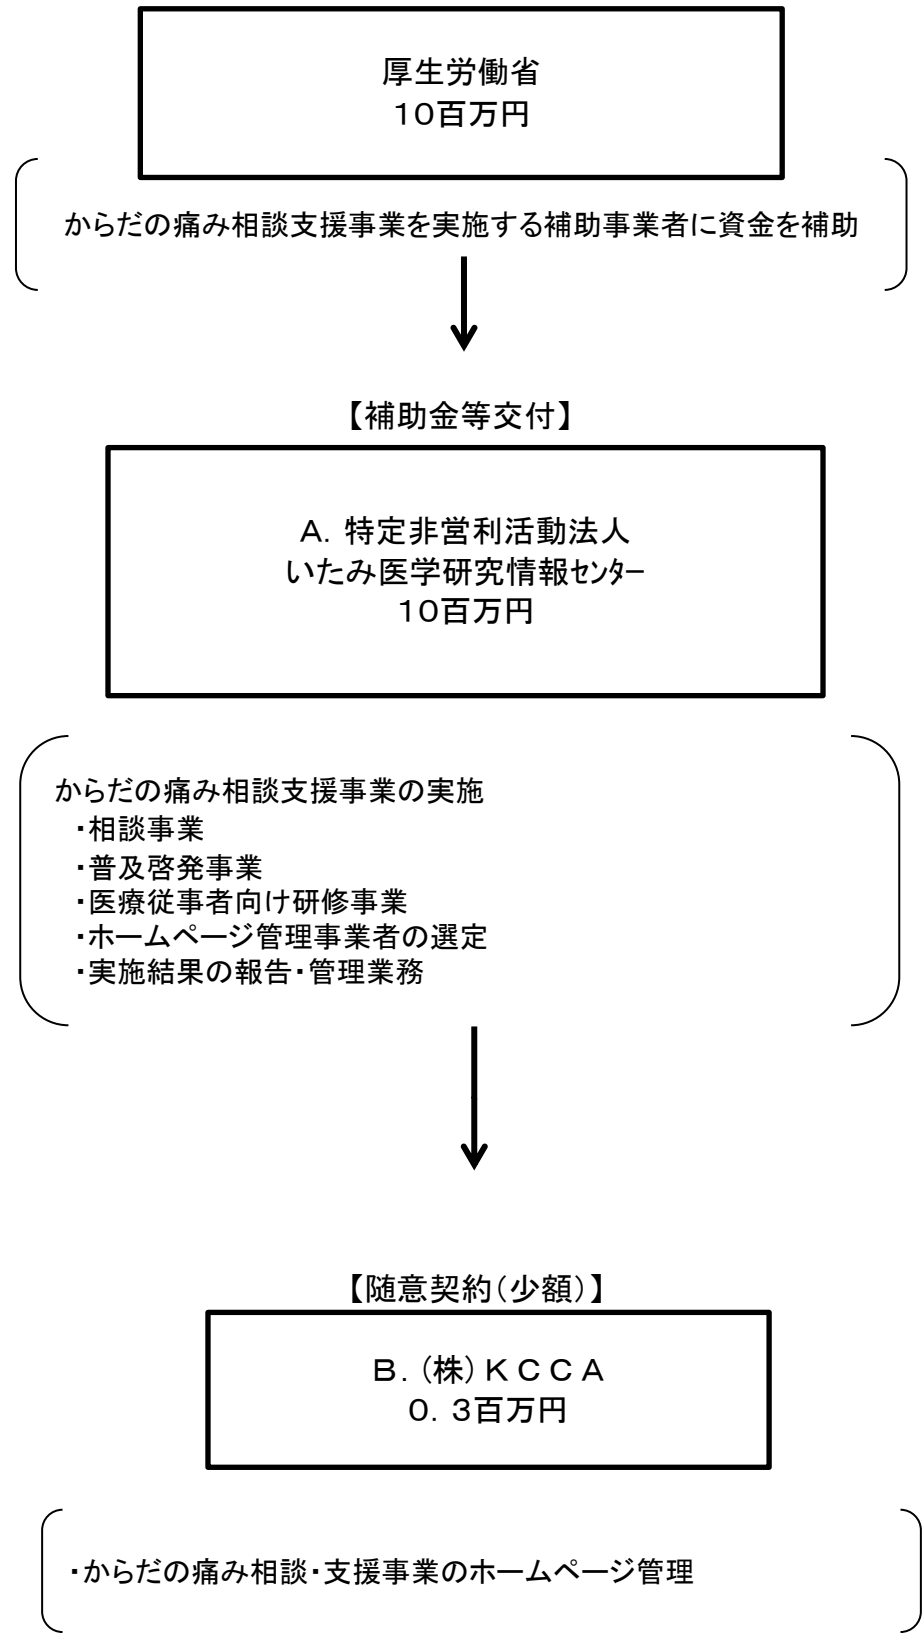 厚生労働省
10百万円
からだの痛み相談支援事業を実施する補助事業者に資金を補助
【補助金等交付】
A．特定非営利活動法人
いたみ医学研究情報ｾﾝﾀｰ
10百万円
からだの痛み相談支援事業の実施
・相談事業
・普及啓発事業
・医療従事者向け研修事業
・ホームページ管理事業者の選定
・実施結果の報告・管理業務
【随意契約（少額）】
B．（株）ＫＣＣＡ
0．3百万円
・からだの痛み相談・支援事業のホームページ管理